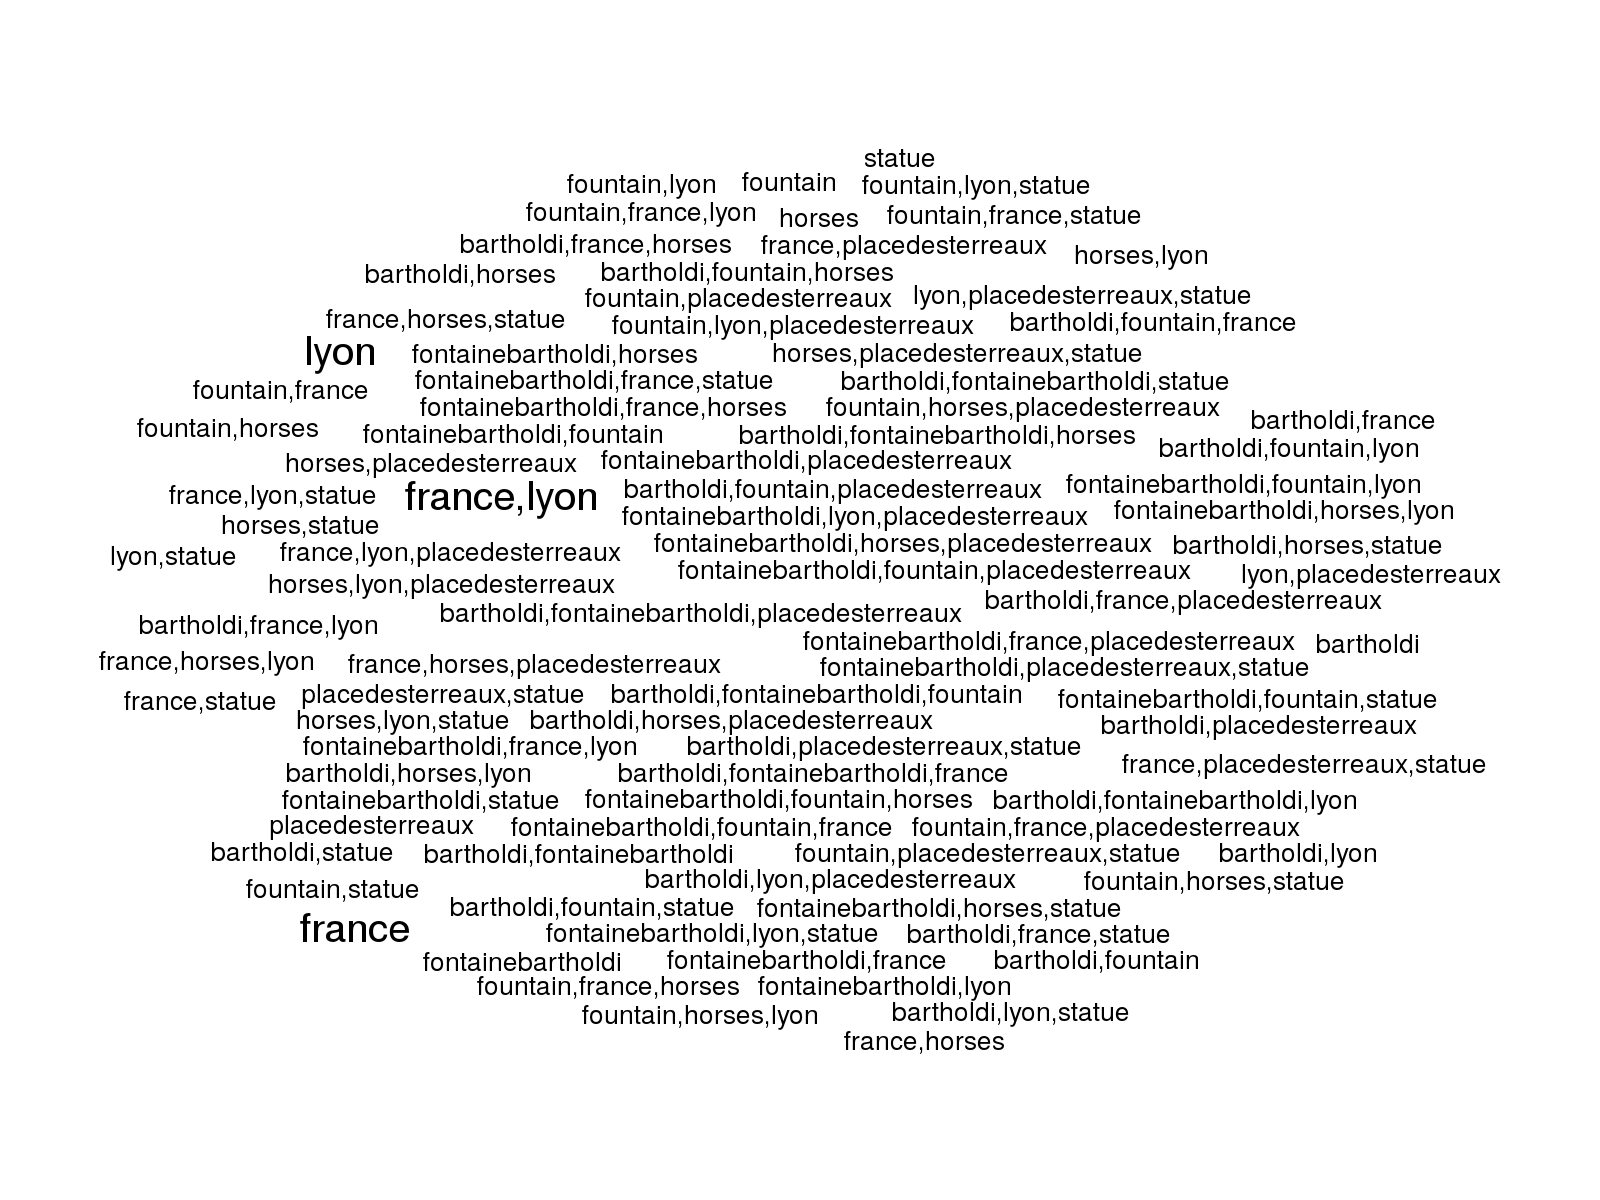 statue
fountain,lyon fountain fountain,lyon,statue
fountain,france,lyon horses fountain,france,statue
bartholdi,france,horses france,placedesterreaux horses,lyon
bartholdi,horses bartholdi,fountain,horses
fountain,placedesterreaux lyon,placedesterreaux,statue
france,horses,statue fountain,lyon,placedesterreaux bartholdi,fountain,france
lyon fontainebartholdi,horses horses,placedesterreaux,statue
fountain,france fontainebartholdi,france,statue bartholdi,fontainebartholdi,statue
fontainebartholdi,france,horses fountain,horses,placedesterreaux bartholdi,france
fountain,horses fontainebartholdi,fountain bartholdi,fontainebartholdi,horses bartholdi,fountain,lyon
horses,placedesterreaux fontainebartholdi,placedesterreaux
france,lyon,statue france,lyon bartholdi,fountain,placedesterreaux fontainebartholdi,fountain,lyon
horses,statue fontainebartholdi,lyon,placedesterreaux fontainebartholdi,horses,lyon
lyon,statue france,lyon,placedesterreaux fontainebartholdi,horses,placedesterreaux bartholdi,horses,statue
horses,lyon,placedesterreaux fontainebartholdi,fountain,placedesterreaux lyon,placedesterreaux
bartholdi,france,lyon bartholdi,fontainebartholdi,placedesterreaux bartholdi,france,placedesterreaux
fontainebartholdi,france,placedesterreaux bartholdi
france,horses,lyon france,horses,placedesterreaux fontainebartholdi,placedesterreaux,statue
france,statue placedesterreaux,statue bartholdi,fontainebartholdi,fountain fontainebartholdi,fountain,statue
horses,lyon,statue bartholdi,horses,placedesterreaux bartholdi,placedesterreaux
fontainebartholdi,france,lyon bartholdi,placedesterreaux,statue
bartholdi,horses,lyon bartholdi,fontainebartholdi,france france,placedesterreaux,statue
fontainebartholdi,statue fontainebartholdi,fountain,horses bartholdi,fontainebartholdi,lyon
placedesterreaux fontainebartholdi,fountain,france fountain,france,placedesterreaux
bartholdi,statue bartholdi,fontainebartholdi fountain,placedesterreaux,statue bartholdi,lyon
fountain,statue bartholdi,lyon,placedesterreaux fountain,horses,statue
bartholdi,fountain,statue fontainebartholdi,horses,statue
france fontainebartholdi,lyon,statue bartholdi,france,statue
fontainebartholdi fontainebartholdi,france bartholdi,fountain
fountain,france,horses fontainebartholdi,lyon
fountain,horses,lyon bartholdi,lyon,statue
france,horses